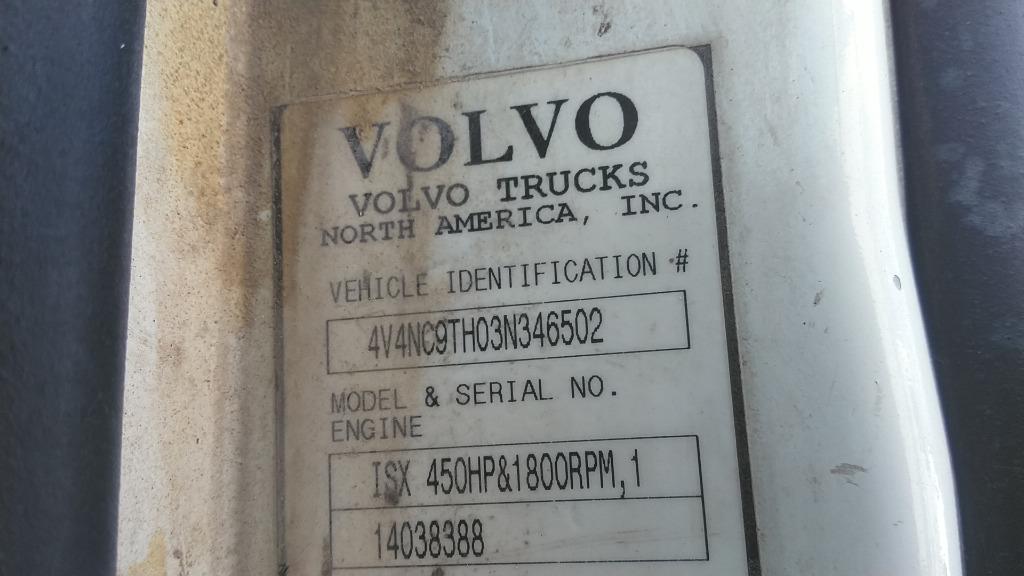 VOLVO
VOLVO TRUCKS
NORTH AMERICA, INC.
VEHICLE IDENTIFICATION #
4V4NC9TH03N346502
MODEL & SERIAL NO.
ENGINE
ISX 450HP&1800RPM,1
14038388